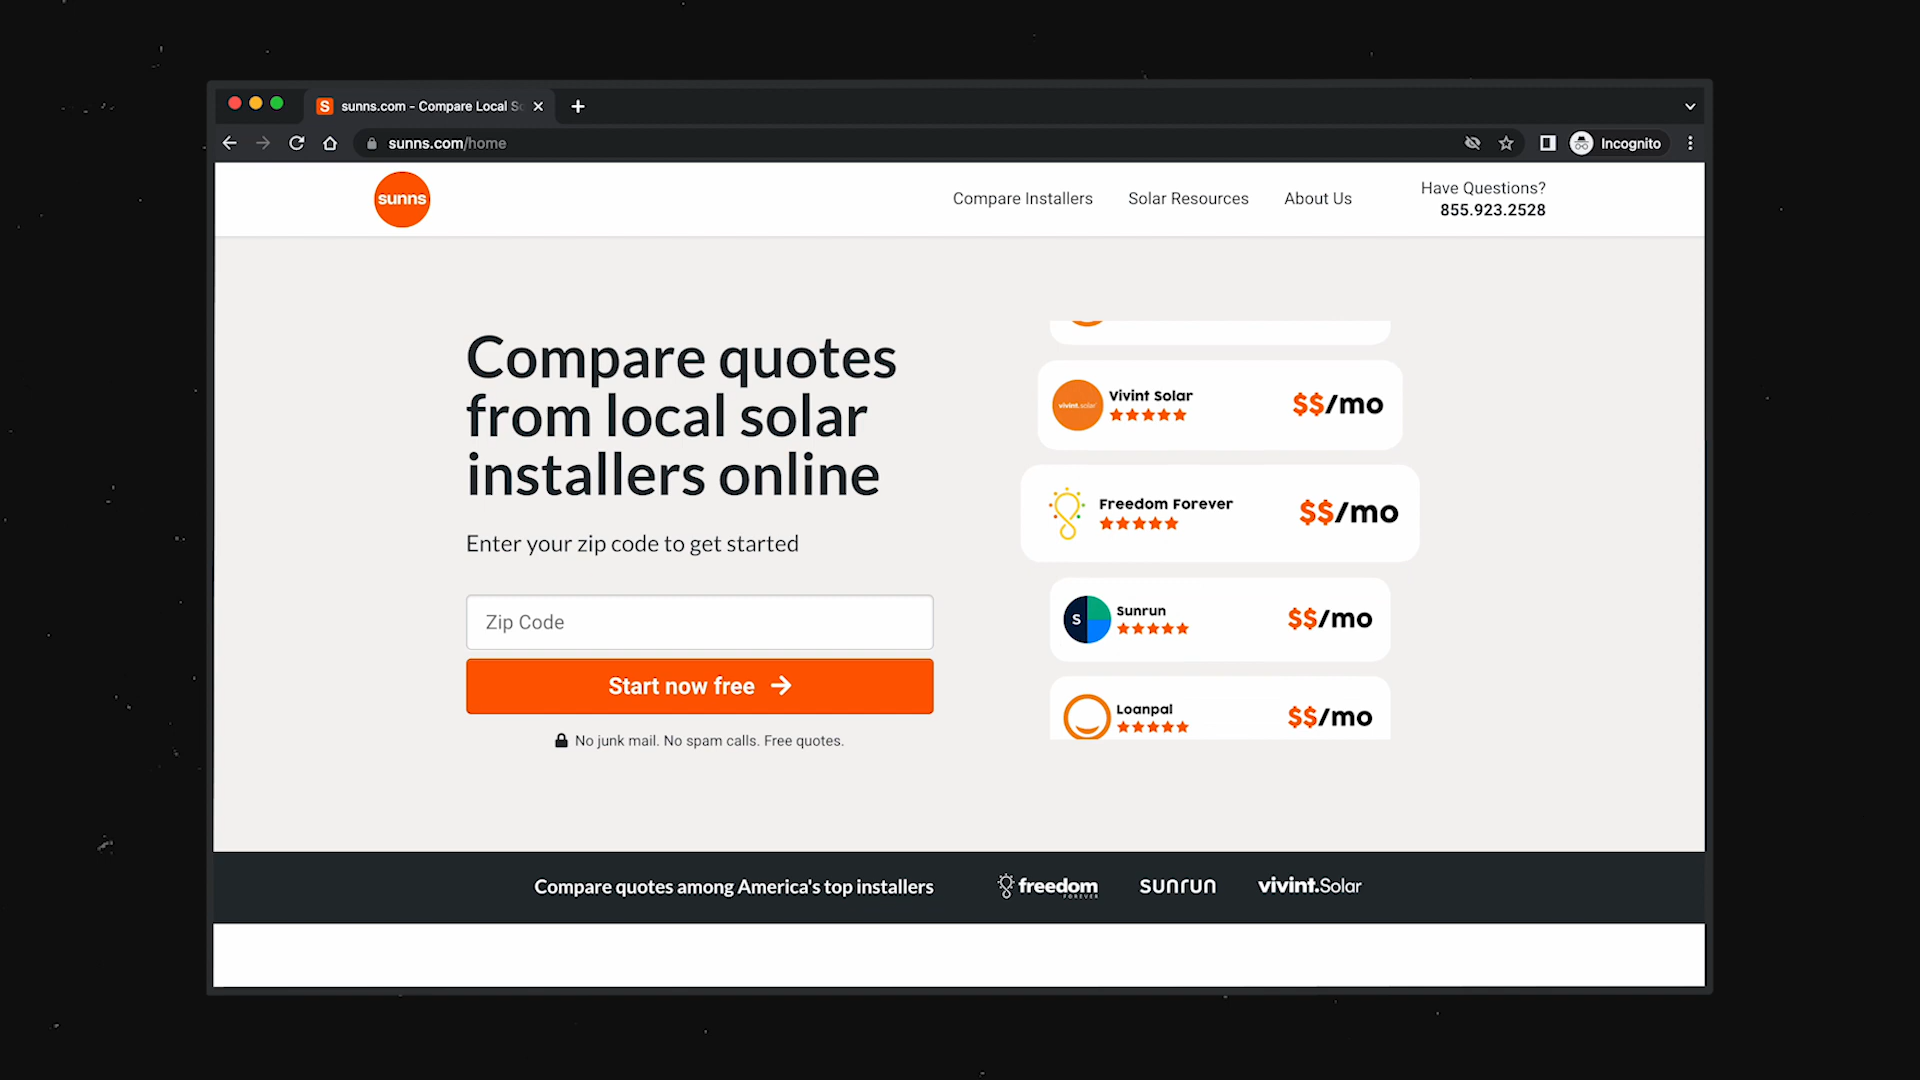 S sunns.com - Compare Local S
sunns.com/home
Incognito
sunns
Compare Installers
Solar Resources
About Us
Have Questions?
855.923.2528
Compare quotes
from local solar
installers online
Enter your zip code to get started
Zip Code
Start now free
No junk mail. No spam calls. Free quotes.
vivint.solar
Vivint Solar
$$/mo
Freedom Forever
$$/mo
S
Sunrun
$$/mo
Loanpal
$$/mo
Compare quotes among America's top installers
freedom
FOREVER
sunrun
vivint.Solar